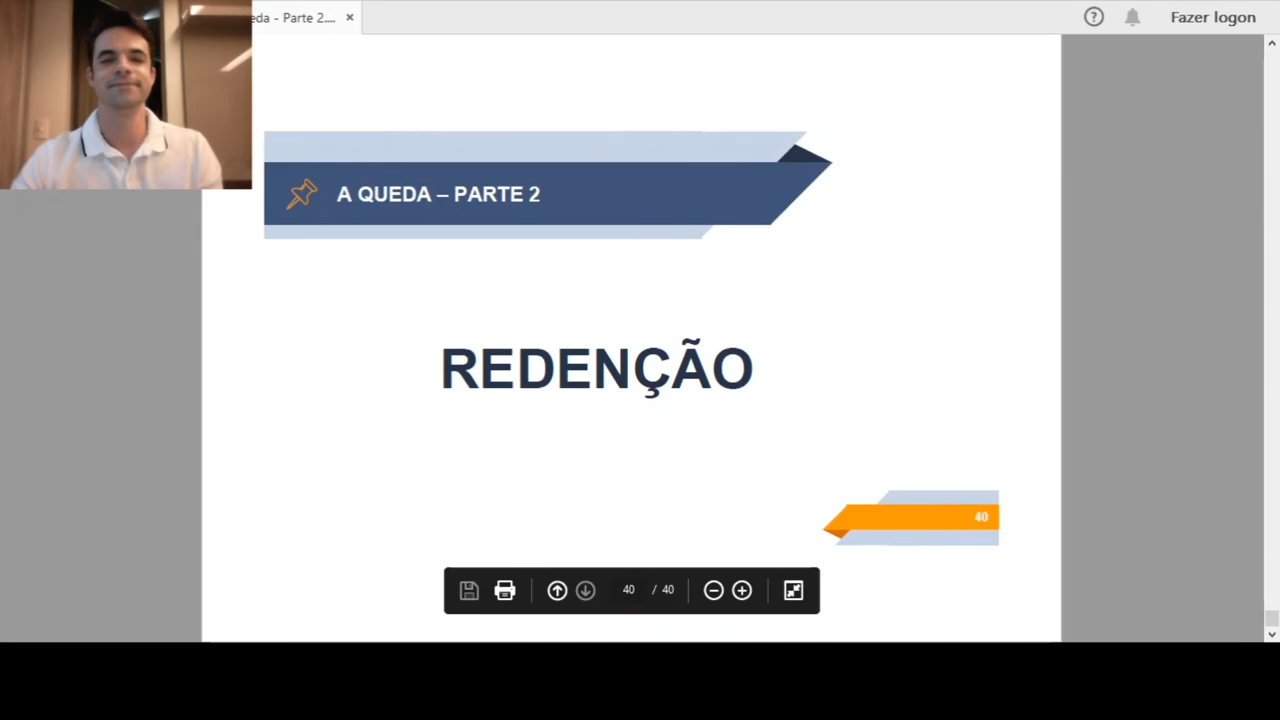 eda - Parte 2....
Fazer logon
A QUEDA – PARTE 2
REDENÇÃO
40
40 / 40